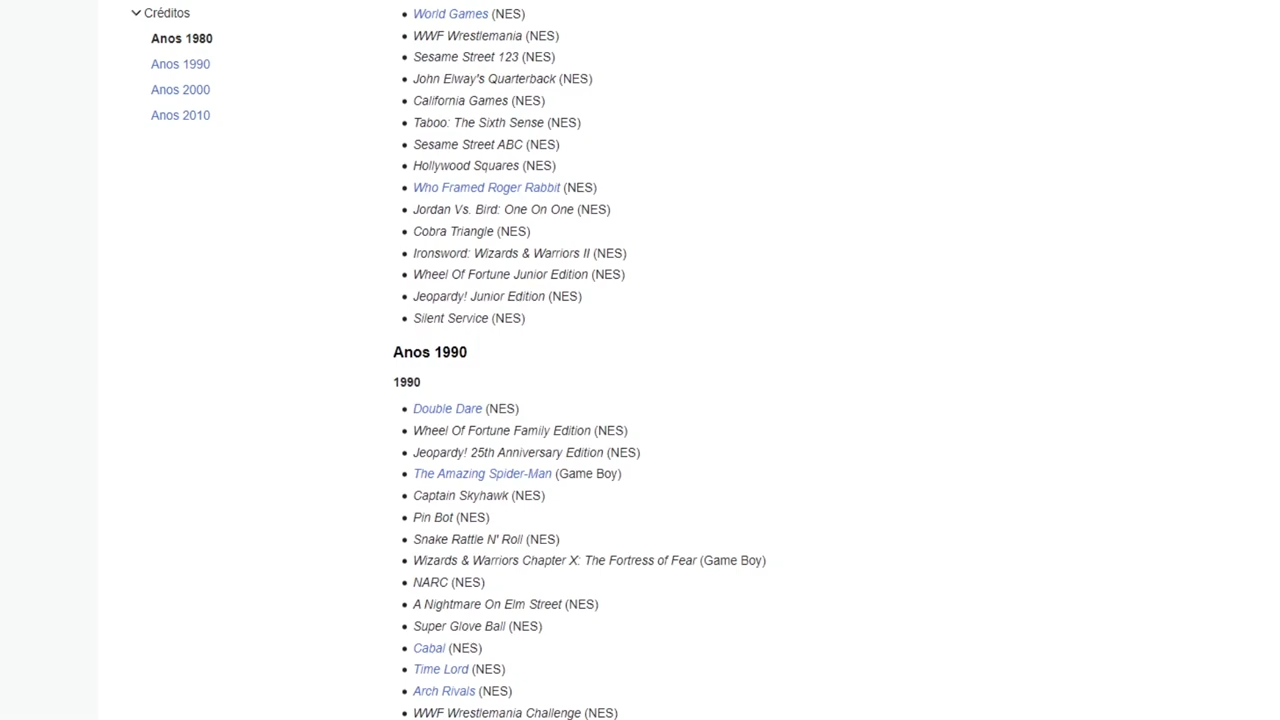 Créditos
Anos 1980
Anos 1990
Anos 2000
Anos 2010
World Games (NES)
WWF Wrestlemania (NES)
Sesame Street 123 (NES)
John Elway's Quarterback (NES)
California Games (NES)
Taboo: The Sixth Sense (NES)
Sesame Street ABC (NES)
Hollywood Squares (NES)
Who Framed Roger Rabbit (NES)
Jordan Vs. Bird: One On One (NES)
Cobra Triangle (NES)
Ironsword: Wizards & Warriors II (NES)
Wheel Of Fortune Junior Edition (NES)
Jeopardy! Junior Edition (NES)
Silent Service (NES)
Anos 1990
1990
Double Dare (NES)
Wheel Of Fortune Family Edition (NES)
Jeopardy! 25th Anniversary Edition (NES)
The Amazing Spider-Man (Game Boy)
Captain Skyhawk (NES)
Pin Bot (NES)
Snake Rattle N' Roll (NES)
Wizards & Warriors Chapter X: The Fortress of Fear (Game Boy)
NARC (NES)
A Nightmare On Elm Street (NES)
Super Glove Ball (NES)
Cabal (NES)
Time Lord (NES)
Arch Rivals (NES)
WWF Wrestlemania Challenge (NES)